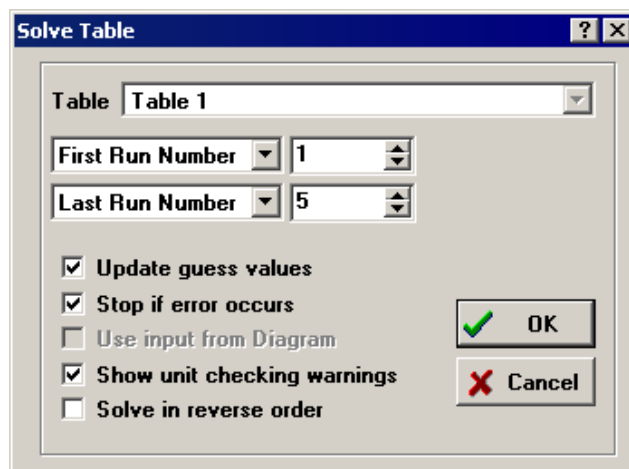 Solve Table
Table Table 1
First Run Number 1
Last Run Number 5
Update guess values
Stop if error occurs
Use input from Diagram
Show unit checking warnings
Solve in reverse order
OK
Cancel